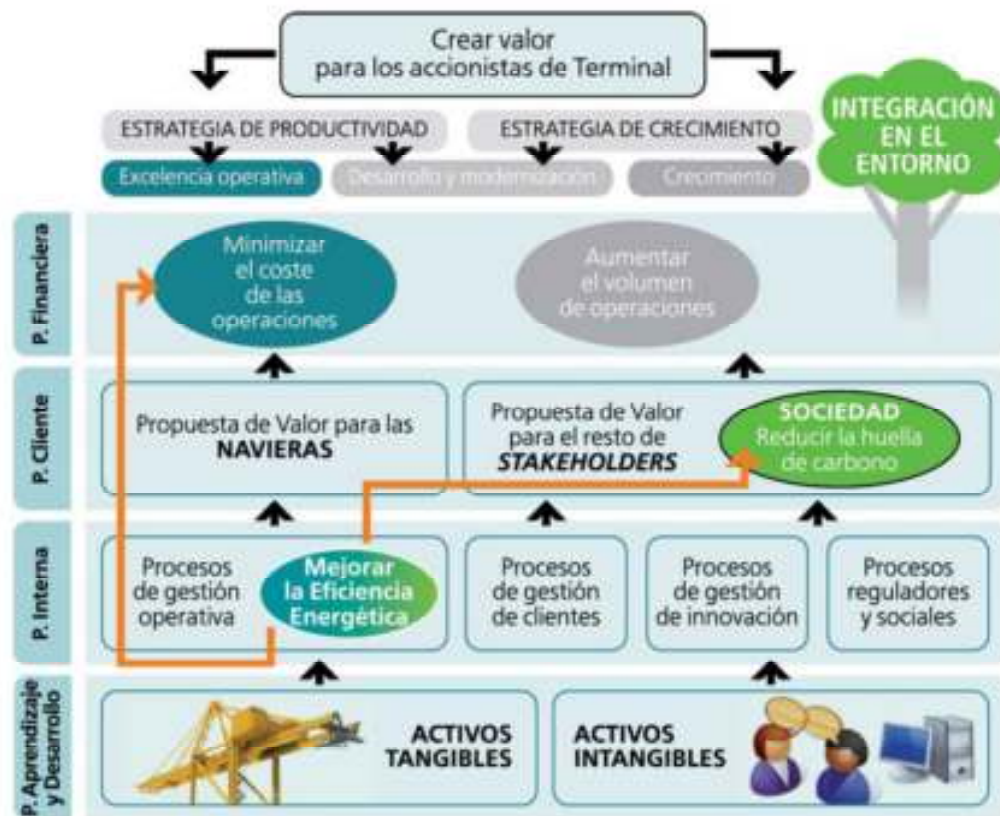 Crear valor
para los accionistas de Terminal
ESTRATEGIA DE PRODUCTIVIDAD
ESTRATEGIA DE CRECIMIENTO
INTEGRACIÓN
EN EL
ENTORNO
Excelencia operativa
Desarrollo y modernización
Crecimiento
P. Financiera
Minimizar
el coste
de las
operaciones
Aumentar
el volumen
de operaciones
P. Cliente
Propuesta de Valor para las
NAVIERAS
Propuesta de Valor
para el resto de
STAKEHOLDERS
SOCIEDAD
Reducir la huella
de carbono
P. Interna
Procesos
de gestión
operativa
Mejorar
la Eficiencia
Energética
Procesos
de gestión
de clientes
Procesos
de gestión
de innovación
Procesos
reguladores
y sociales
P. Aprendizaje
y Desarrollo
ACTIVOS
TANGIBLES
ACTIVOS
INTANGIBLES